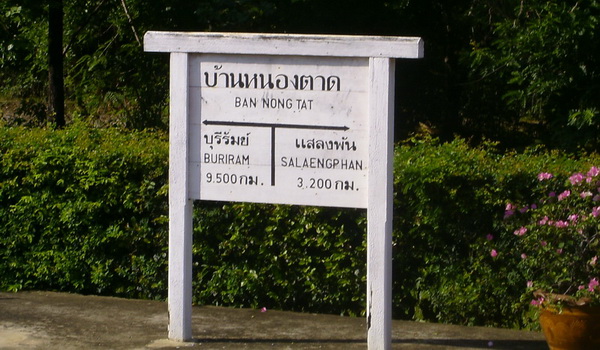 บ้านหนองตาด
BAN NONG TAT
บุรีรัมย์ แสลงพัน
BURIRAM SALAENGPHAN
9.500 กม. 3.200 กม.